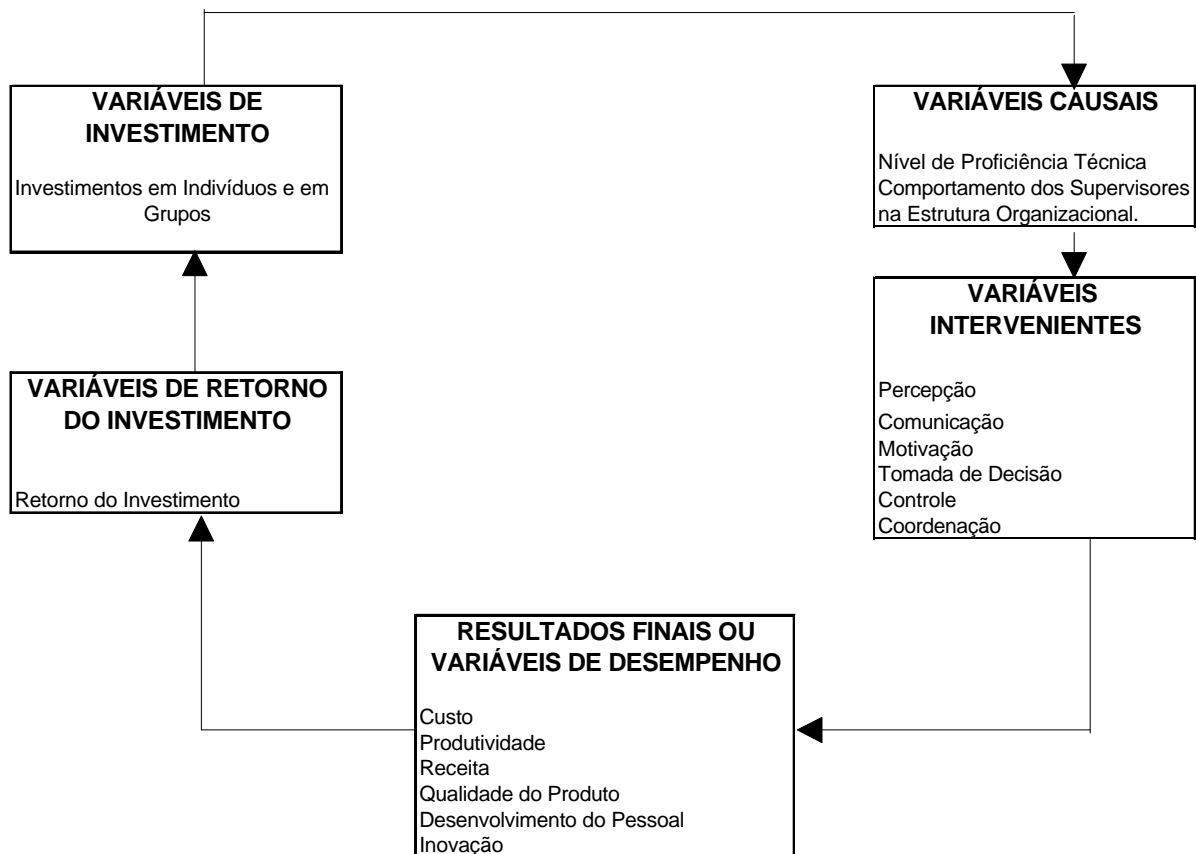 VARIÁVEIS DE
INVESTIMENTO
Investimentos em Indivíduos e em
Grupos
VARIÁVEIS CAUSAIS
Nível de Proficiência Técnica
Comportamento dos Supervisores
na Estrutura Organizacional.
VARIÁVEIS
INTERVENIENTES
Percepção
Comunicação
Motivação
Tomada de Decisão
Controle
Coordenação
VARIÁVEIS DE RETORNO
DO INVESTIMENTO
Retorno do Investimento
RESULTADOS FINAIS OU
VARIÁVEIS DE DESEMPENHO
Custo
Produtividade
Receita
Qualidade do Produto
Desenvolvimento do Pessoal
Inovação